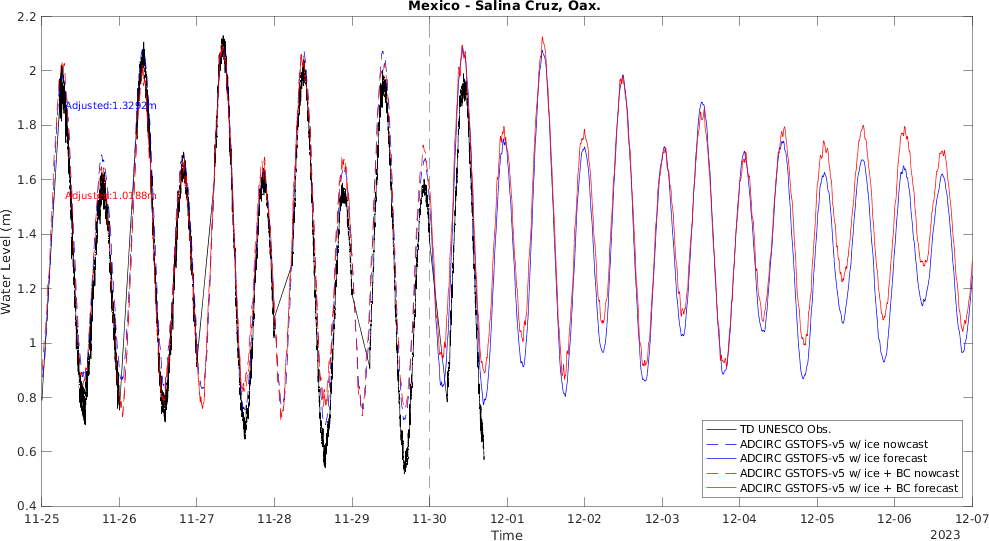 Mexico - Salina Cruz, Oax.
Water Level (m)
2.2
2
1.8
1.6
1.4
1.2
1
0.8
0.6
0.4
Adjusted:1.3292m
Adjusted:1.0188m
TD UNESCO Obs.
ADCIRC GSTOFS-v5 w/ ice nowcast
ADCIRC GSTOFS-v5 w/ ice forecast
ADCIRC GSTOFS-v5 w/ ice + BC nowcast
ADCIRC GSTOFS-v5 w/ ice + BC forecast
11-25 11-26 11-27 11-28 11-29 11-30 12-01 12-02 12-03 12-04 12-05 12-06 12-07
Time
2023